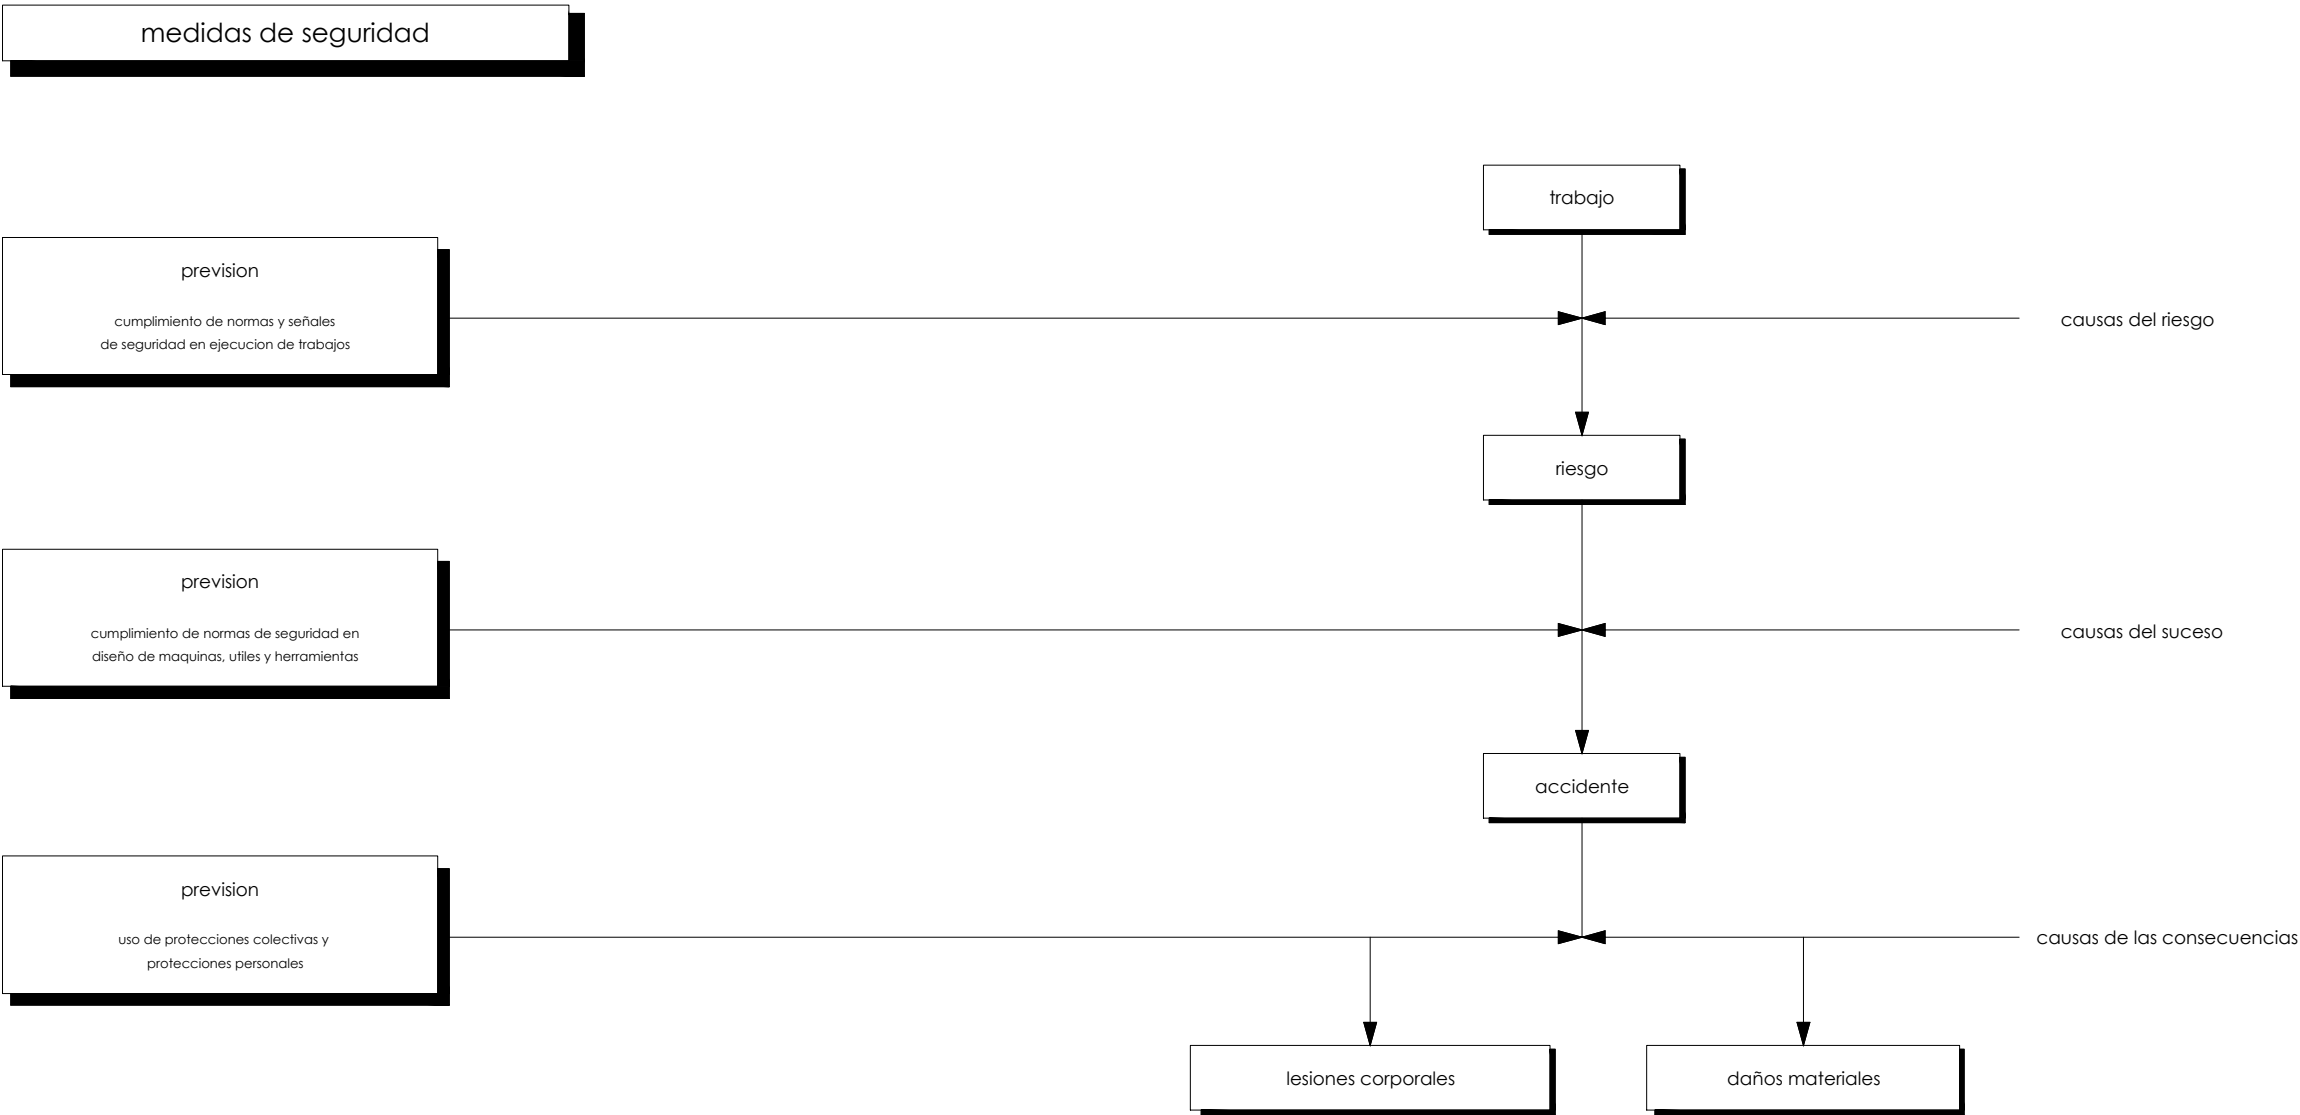 medidas de seguridad
trabajo
prevision
cumplimiento de normas y señales
de seguridad en ejecucion de trabajos
causas del riesgo
riesgo
prevision
cumplimiento de normas de seguridad en
diseño de maquinas, utiles y herramientas
causas del suceso
accidente
prevision
uso de protecciones colectivas y
protecciones personales
causas de las consecuencias
lesiones corporales
daños materiales